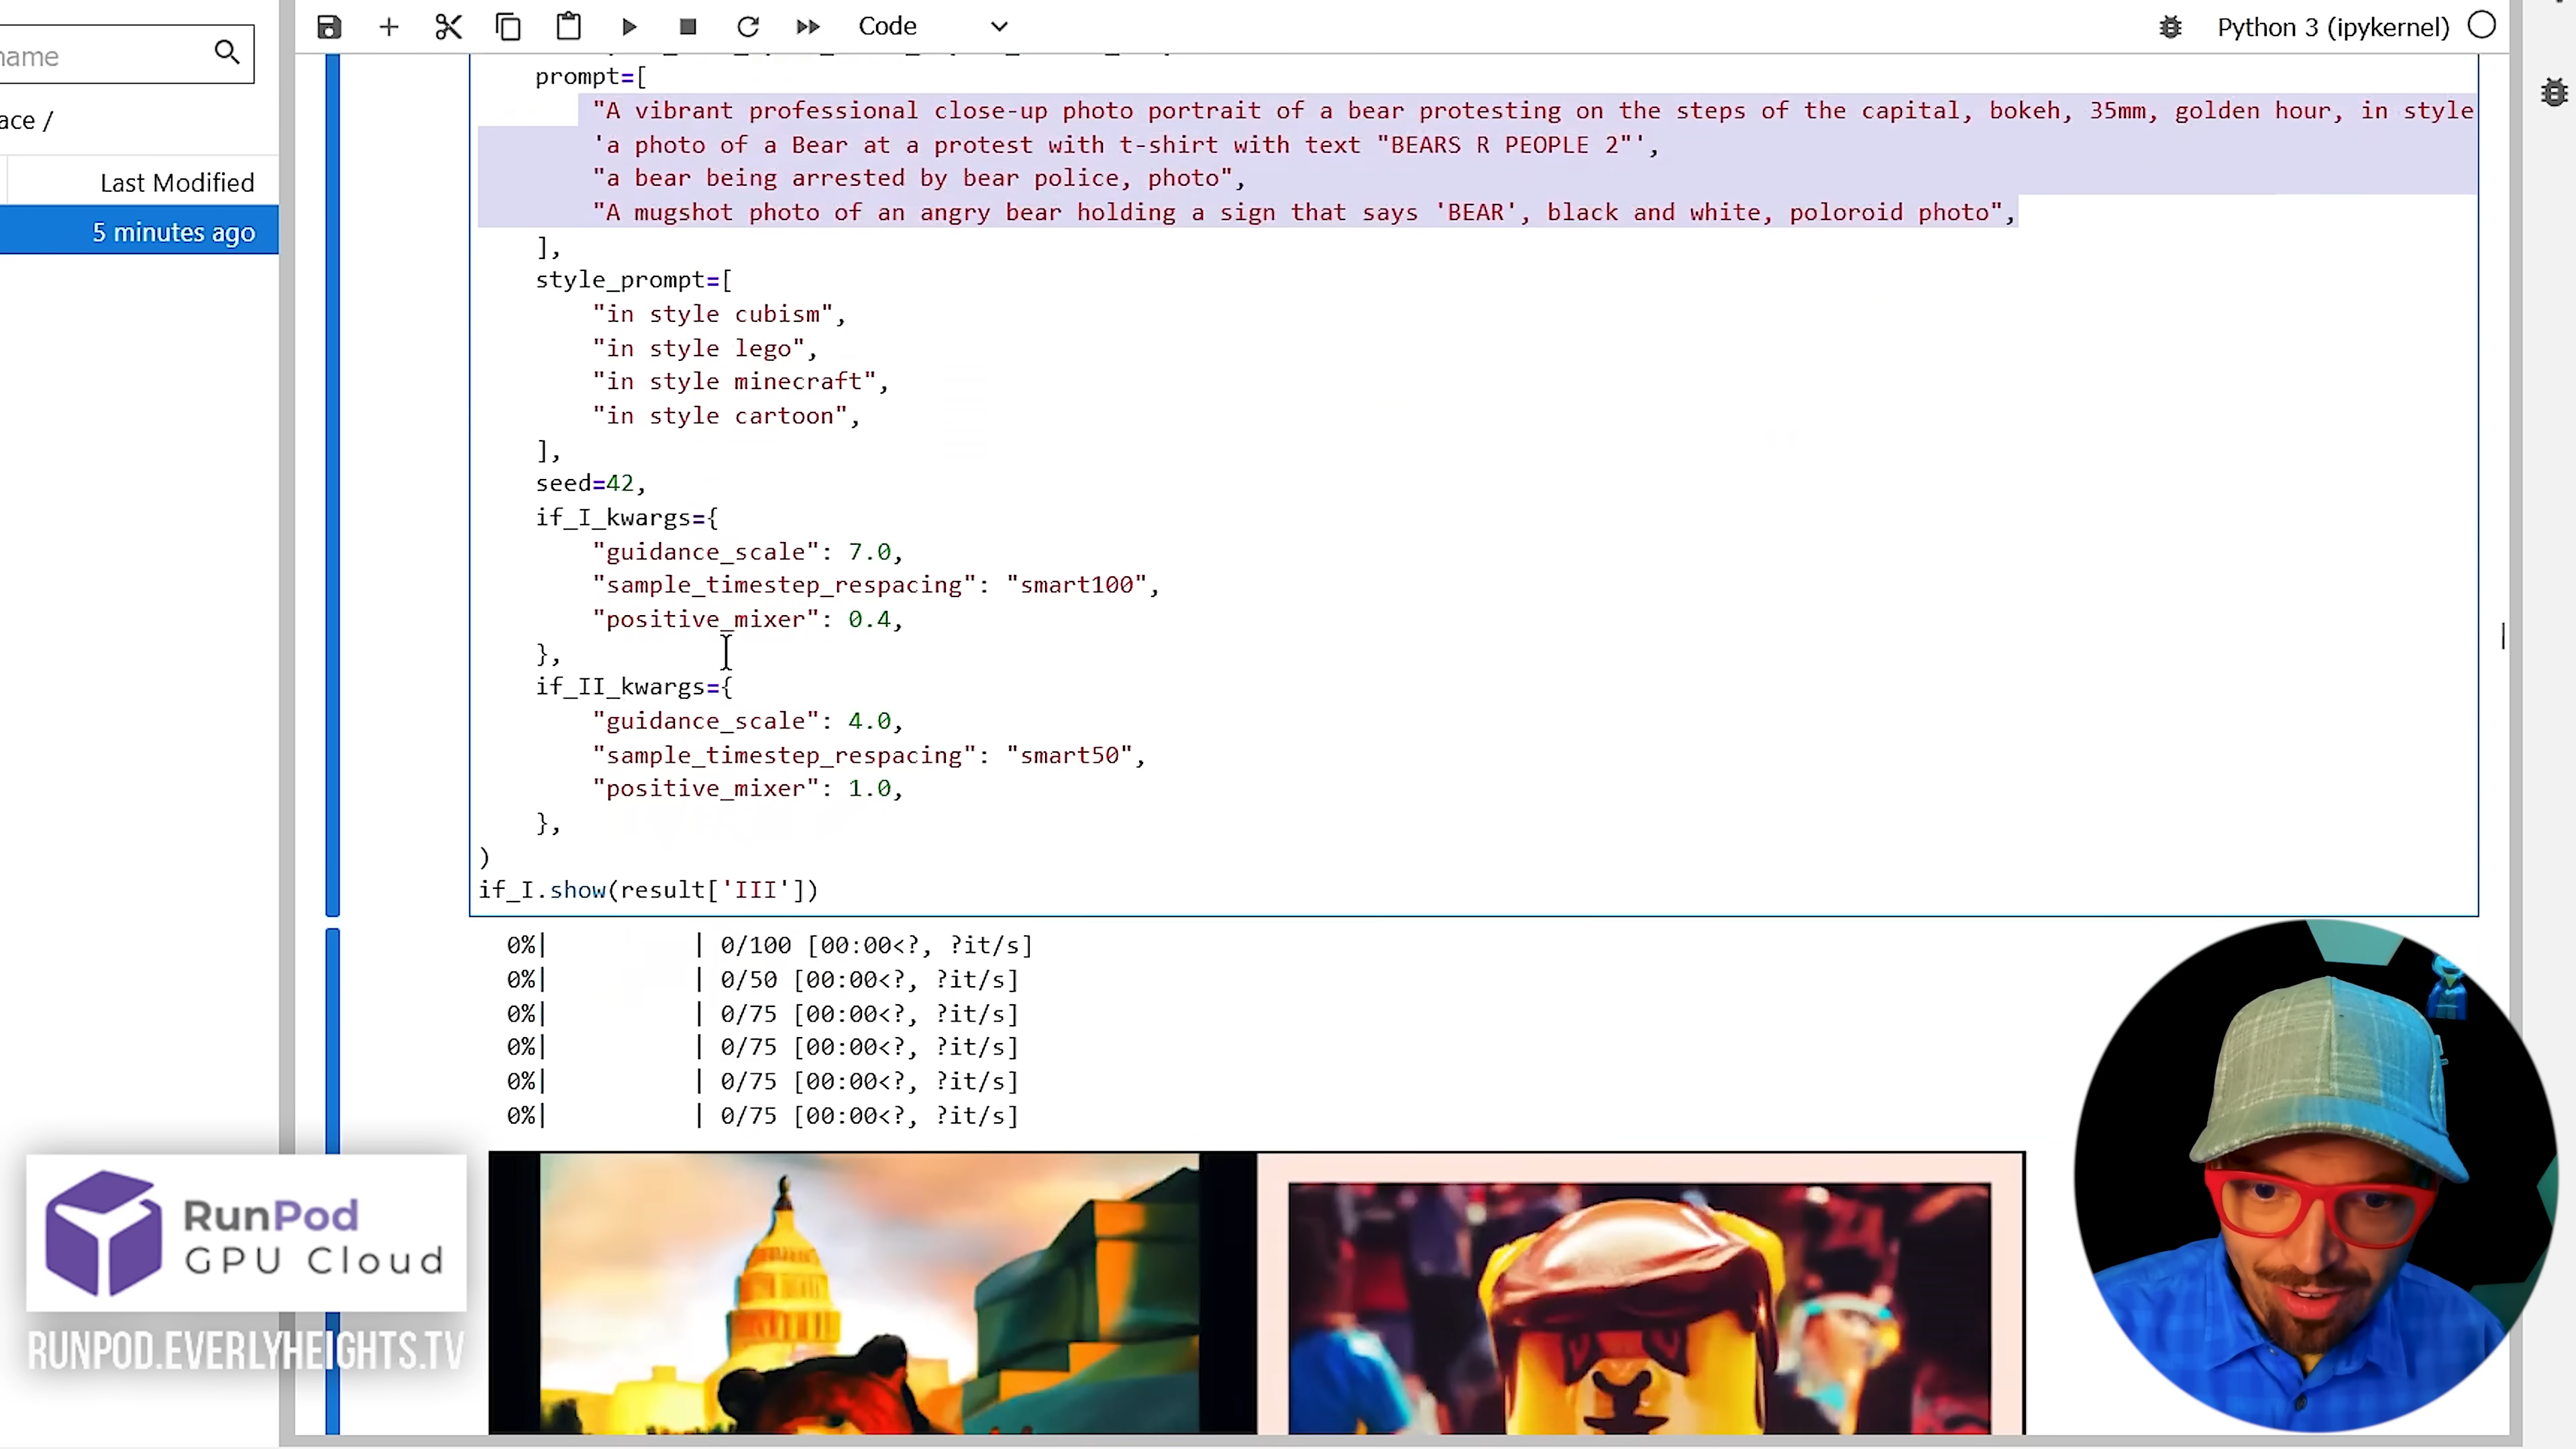 name
Code
Python 3 (ipykernel)
ace /
Last Modified
5 minutes ago
prompt=[
"A vibrant professional close-up photo portrait of a bear protesting on the steps of the capital, bokeh, 35mm, golden hour, in style
'a photo of a Bear at a protest with t-shirt with text "BEARS R PEOPLE 2"',
"a bear being arrested by bear police, photo",
"A mugshot photo of an angry bear holding a sign that says 'BEAR', black and white, poloroid photo",
],
style_prompt=[
"in style cubism",
"in style lego",
"in style minecraft",
"in style cartoon",
],
seed=42,
if_I_kwargs={
"guidance_scale": 7.0,
"sample_timestep_respacing": "smart100",
"positive_mixer": 0.4,
},
if_II_kwargs={
"guidance_scale": 4.0,
"sample_timestep_respacing": "smart50",
"positive_mixer": 1.0,
},
)
if_I.show(result['III'])
0%| | 0/100 [00:00<?, ?it/s]
0%| | 0/50 [00:00<?, ?it/s]
0%| | 0/75 [00:00<?, ?it/s]
0%| | 0/75 [00:00<?, ?it/s]
0%| | 0/75 [00:00<?, ?it/s]
0%| | 0/75 [00:00<?, ?it/s]
RunPod
GPU Cloud
RUNPOD.EVERLYHEIGHTS.TV